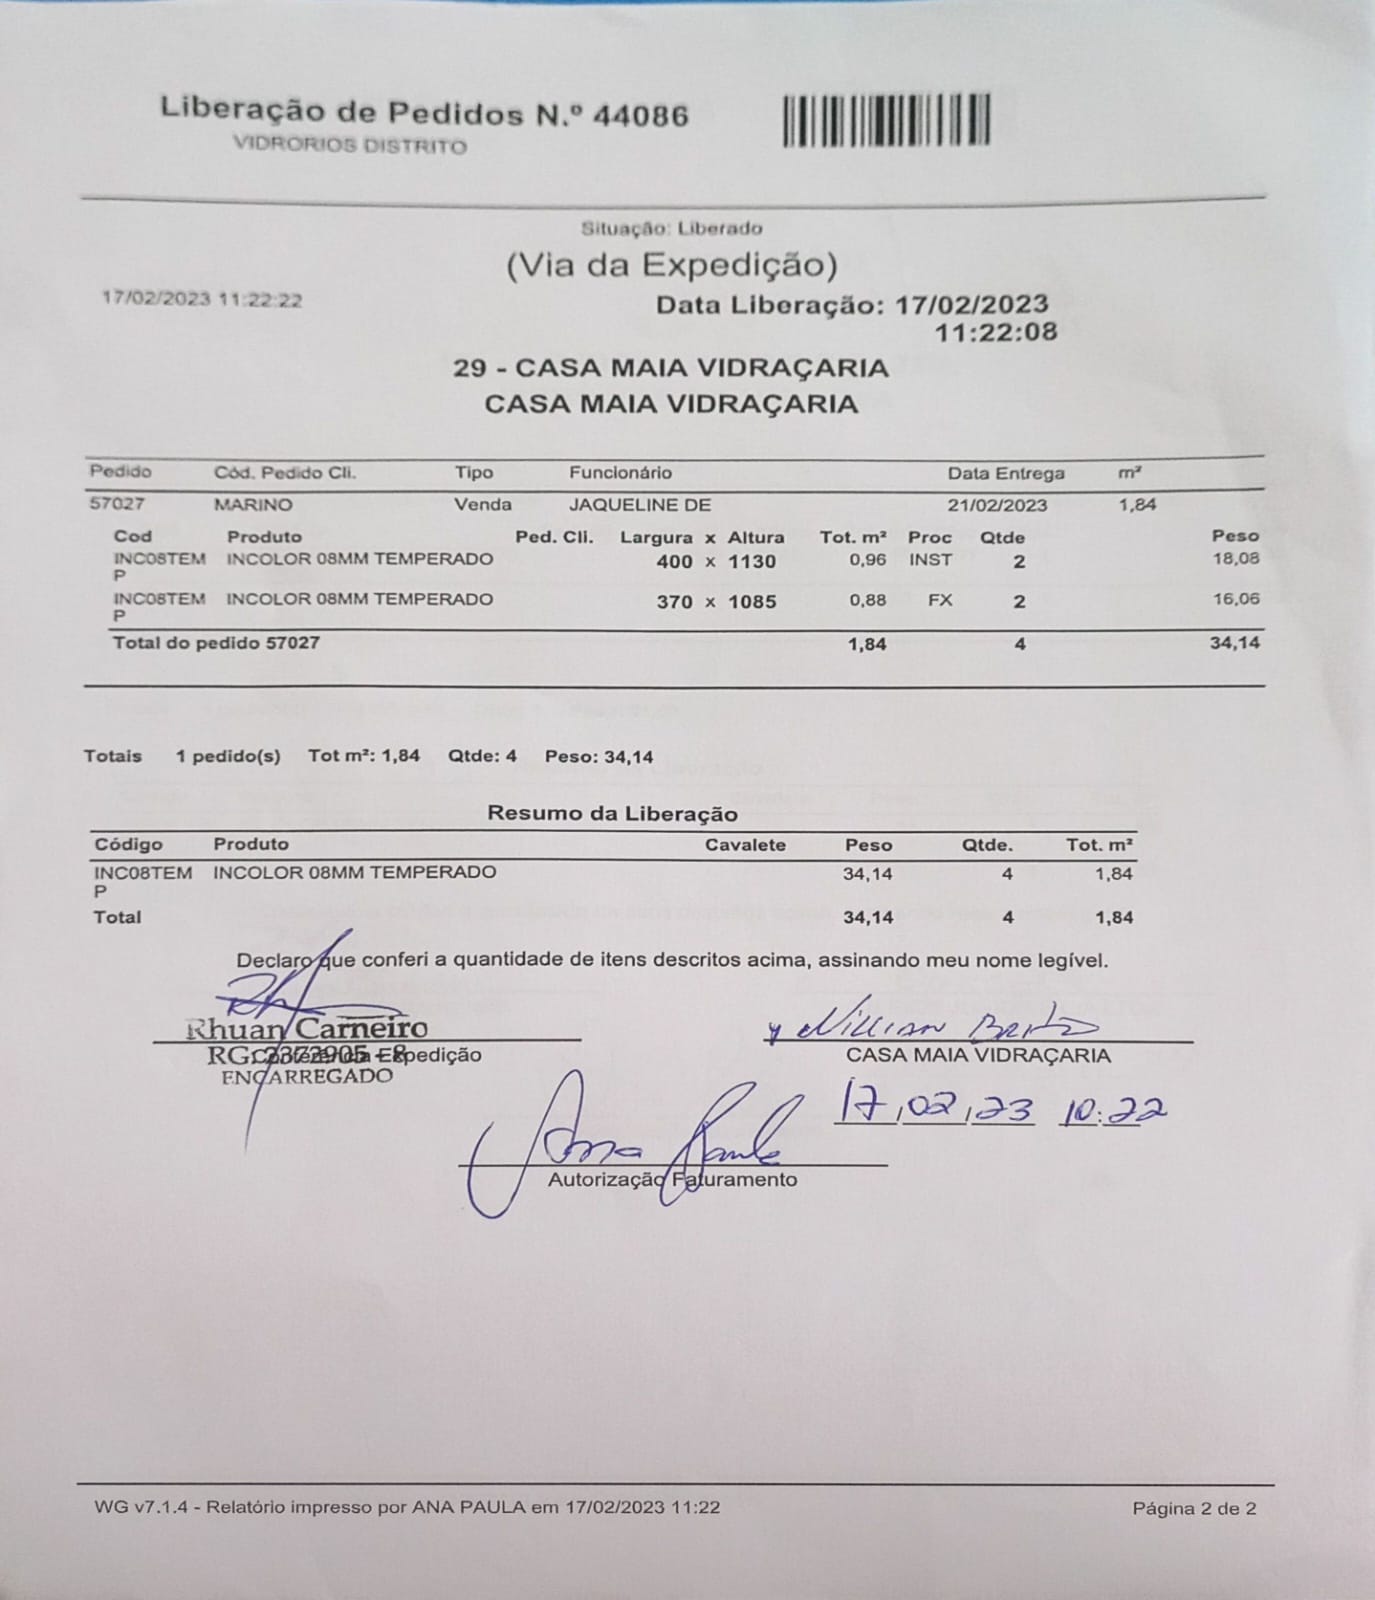 Liberação de Pedidos N.º 44086
VIDRORIOS DISTRITO
Situação: Liberado
(Via da Expedição)
17/02/2023 11:22:22
Data Liberação: 17/02/2023
11:22:08
29 - CASA MAIA VIDRAÇARIA
CASA MAIA VIDRAÇARIA
Pedido Cód. Pedido Cli. Tipo Funcionário Data Entrega m²
57027 MARINO Venda JAQUELINE DE 21/02/2023 1,84
Cod Produto Ped. Cli. Largura x Altura Tot. m² Proc Qtde Peso
INC08TEM INCOLOR 08MM TEMPERADO 400 x 1130 0,96 INST 2 18,08
P
INC08TEM INCOLOR 08MM TEMPERADO 370 x 1085 0,88 FX 2 16,06
P
Total do pedido 57027 1,84 4 34,14
Totais 1 pedido(s) Tot m²: 1,84 Qtde: 4 Peso: 34,14
Resumo da Liberação
Código Produto Cavalete Peso Qtde. Tot. m²
INC08TEM INCOLOR 08MM TEMPERADO 34,14 4 1,84
P
Total 34,14 4 1,84
Declaro que conferi a quantidade de itens descritos acima, assinando meu nome legível.
Rhuan Carneiro Willian Brito
RG: Expedição CASA MAIA VIDRAÇARIA
ENCARREGADO
17,02,23 10:22
Ana Paula
Autorização Faturamento
WG v7.1.4 - Relatório impresso por ANA PAULA em 17/02/2023 11:22 Página 2 de 2